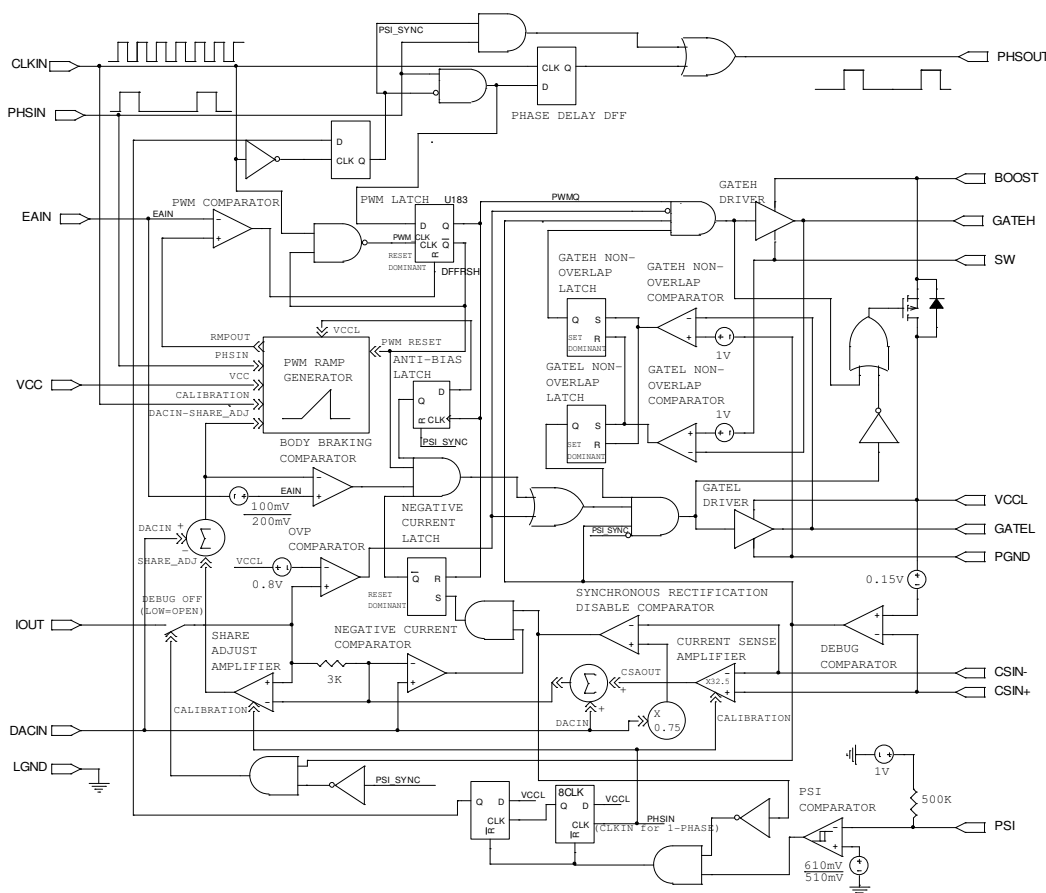 PSI_SYNC
CLKIN
CLK Q
D
PHSOUT
PHSIN
PHASE DELAY DFF
D
CLK Q
PWM COMPARATOR
PWM LATCH
U183
PWMQ
GATEH
DRIVER
BOOST
EAIN
EAIN
D Q
PWM CLK
CLK Q
R
RESET
DOMINANT
DFFRSH
GATEH
SW
GATEH NON-
OVERLAP
LATCH
GATEH NON-
OVERLAP
COMPARATOR
Q S
R
SET
DOMINANT
1V
VCCL
RMPOUT
PHSIN
VCC
CALIBRATION
DACIN-SHARE_ADJ
PWM RAMP
GENERATOR
PWM RESET
ANTI-BIAS
LATCH
Q D
R CLK
PSI_SYNC
VCC
GATEL NON-
OVERLAP
LATCH
GATEL NON-
OVERLAP
COMPARATOR
1V
Q S
SET
DOMINANT
R
BODY BRAKING
COMPARATOR
EAIN
100mV
200mV
NEGATIVE
CURRENT
LATCH
GATEL
DRIVER
VCCL
GATEL
PGND
PSI_SYNC
DACIN
SHARE_ADJ
OVP
COMPARATOR
VCCL
0.8V
Q R
S
RESET
DOMINANT
0.15V
SYNCHRONOUS RECTIFICATION
DISABLE COMPARATOR
DEBUG OFF
(LOW=OPEN)
IOUT
SHARE
ADJUST
AMPLIFIER
NEGATIVE CURRENT
COMPARATOR
3K
CURRENT SENSE
AMPLIFIER
X32.5
CSAOUT
DEBUG
COMPARATOR
CSIN-
CSIN+
CALIBRATION
DACIN
X
0.75
CALIBRATION
DACIN
LGND
PSI_SYNC
1V
500K
Q D
CLK
R
VCCL
8CLK
Q D
CLK
R
VCCL
PHSIN
(CLKIN for 1-PHASE)
PSI
COMPARATOR
PSI
610mV
510mV